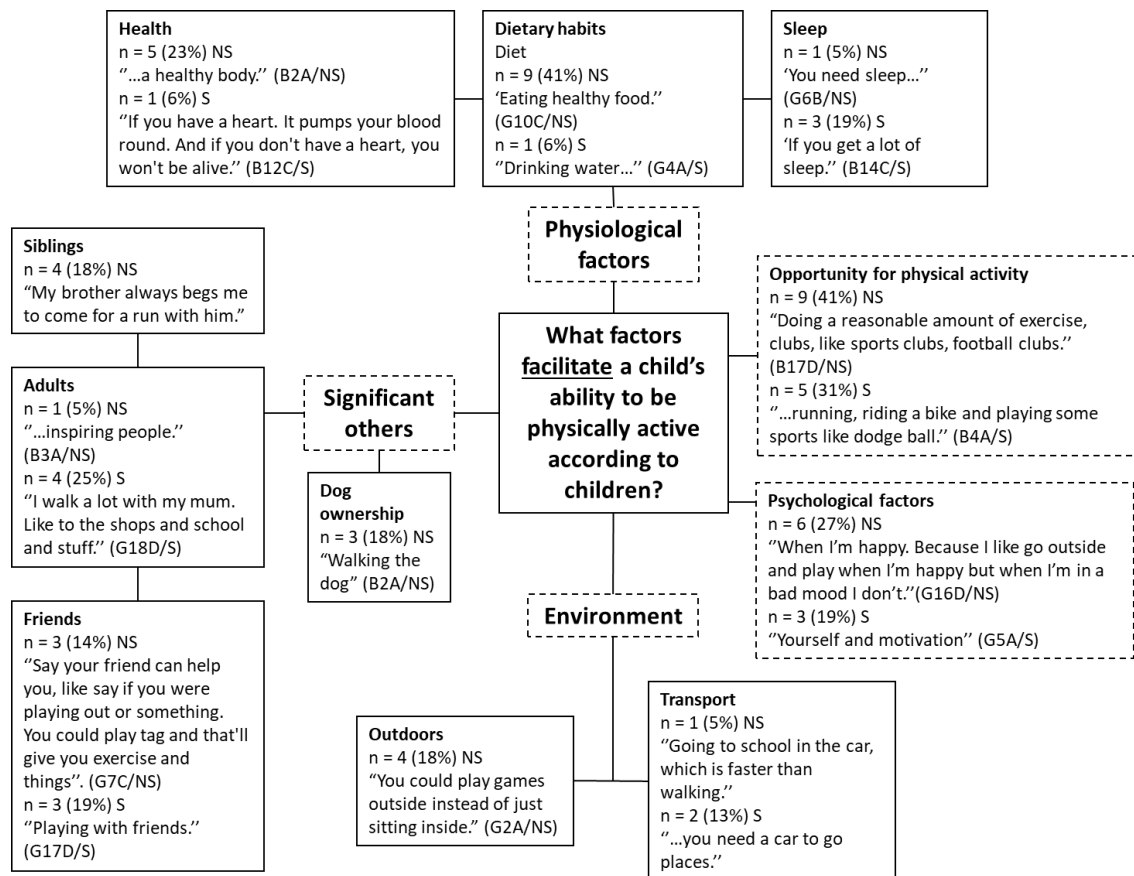 Health
n = 5 (23%) NS
‘’…a healthy body.’’ (B2A/NS)
n = 1 (6%) S
‘’If you have a heart. It pumps your blood
round. And if you don't have a heart, you
won't be alive.’’ (B12C/S)
Dietary habits
Diet
n = 9 (41%) NS
‘Eating healthy food.’’
(G10C/NS)
n = 1 (6%) S
‘’Drinking water…’’ (G4A/S)
Sleep
n = 1 (5%) NS
‘You need sleep…’’
(G6B/NS)
n = 3 (19%) S
‘If you get a lot of
sleep.’’ (B14C/S)
Physiological
factors
Siblings
n = 4 (18%) NS
“My brother always begs me
to come for a run with him.”
Adults
n = 1 (5%) NS
‘’…inspiring people.’’
(B3A/NS)
n = 4 (25%) S
‘’I walk a lot with my mum.
Like to the shops and school
and stuff.’’ (G18D/S)
Friends
n = 3 (14%) NS
‘’Say your friend can help
you, like say if you were
playing out or something.
You could play tag and that'll
give you exercise and
things’’. (G7C/NS)
n = 3 (19%) S
‘’Playing with friends.’’
(G17D/S)
Significant
others
Dog
ownership
n = 3 (18%) NS
“Walking the
dog” (B2A/NS)
What factors
facilitate a child’s
ability to be
physically active
according to
children?
Opportunity for physical activity
n = 9 (41%) NS
‘’Doing a reasonable amount of exercise,
clubs, like sports clubs, football clubs.’’
(B17D/NS)
n = 5 (31%) S
‘’…running, riding a bike and playing some
sports like dodge ball.’’ (B4A/S)
Psychological factors
n = 6 (27%) NS
‘’When I’m happy. Because I like go outside
and play when I’m happy but when I’m in a
bad mood I don’t.’’(G16D/NS)
n = 3 (19%) S
‘’Yourself and motivation’’ (G5A/S)
Environment
Outdoors
n = 4 (18%) NS
‘’You could play games
outside instead of just
sitting inside.” (G2A/NS)
Transport
n = 1 (5%) NS
‘’Going to school in the car,
which is faster than
walking.’’
n = 2 (13%) S
‘’…you need a car to go
places.’’